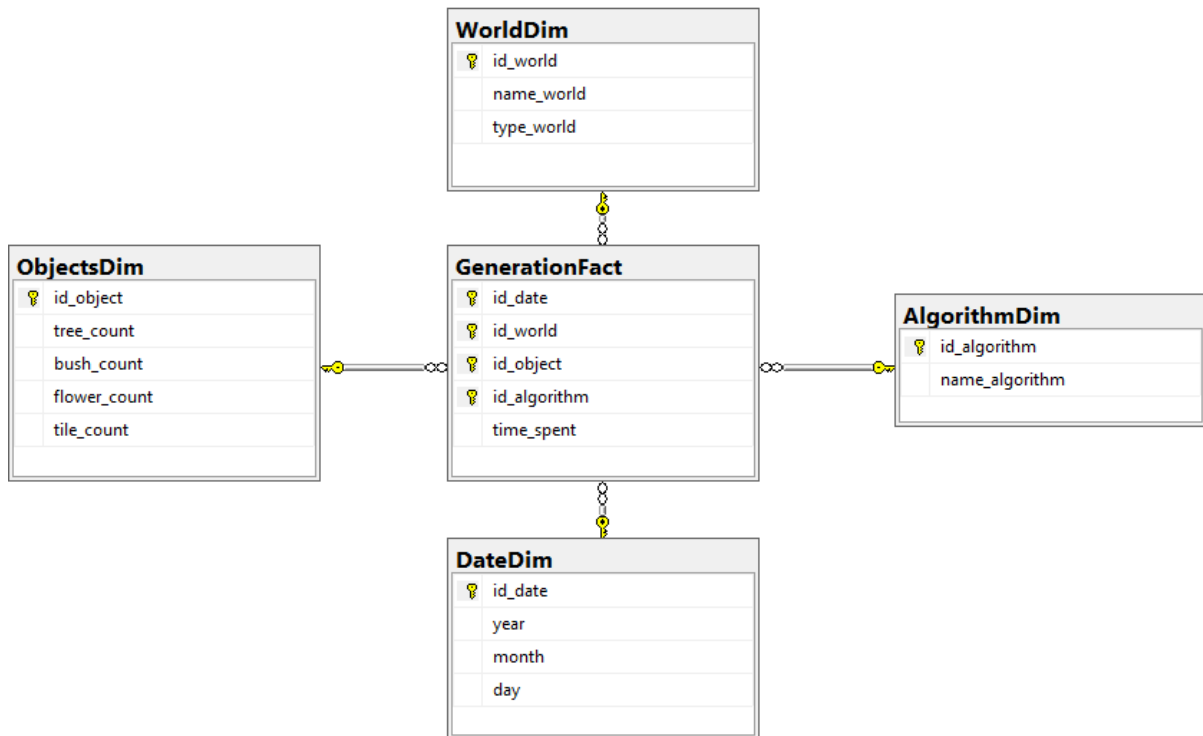 WorldDim
id_world
name_world
type_world
ObjectsDim
id_object
tree_count
bush_count
flower_count
tile_count
GenerationFact
id_date
id_world
id_object
id_algorithm
time_spent
AlgorithmDim
id_algorithm
name_algorithm
DateDim
id_date
year
month
day